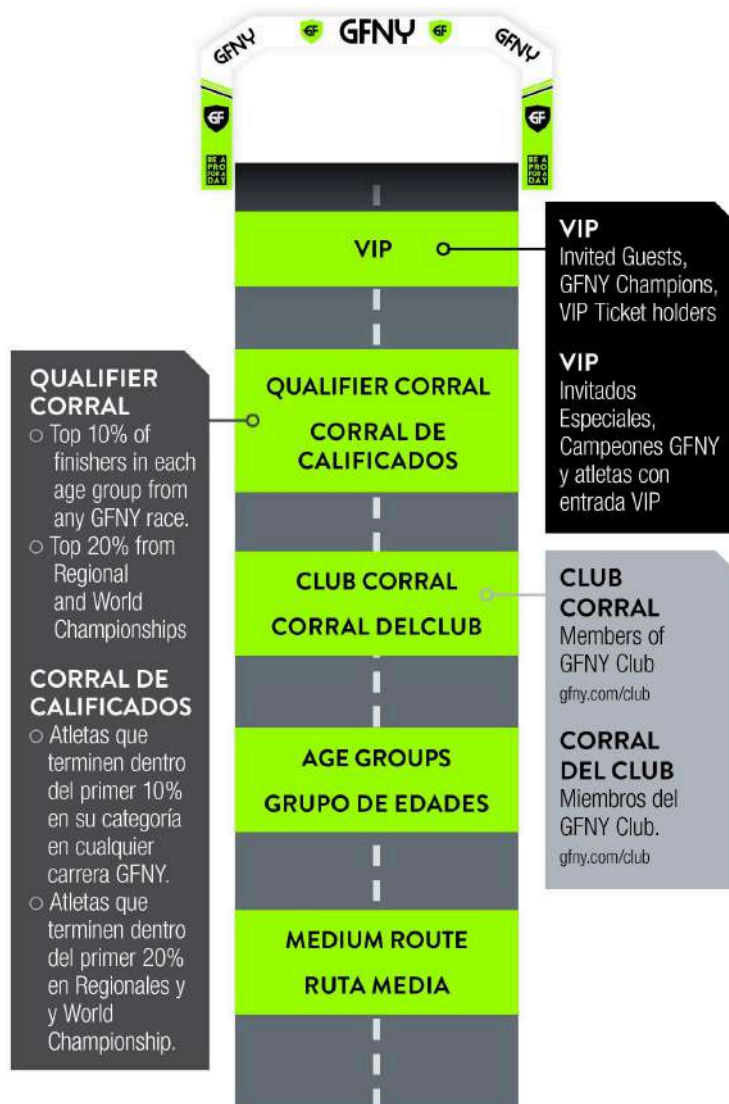 GFNY
GF
GFNY
GF
GFNY
GF
GF
BE A
PRO
FOR A
DAY
BE A
PRO
FOR A
DAY
VIP
VIP
Invited Guests,
GFNY Champions,
VIP Ticket holders
VIP
Invitados
Especiales,
Campeones GFNY
y atletas con
entrada VIP
QUALIFIER CORRAL
CORRAL DE
CALIFICADOS
QUALIFIER
CORRAL
Top 10% of
finishers in each
age group from
any GFNY race.
Top 20% from
Regional
and World
Championships
CORRAL DE
CALIFICADOS
Atletas que
terminen dentro
del primer 10%
en su categoría
en cualquier
carrera GFNY.
Atletas que
terminen dentro
del primer 20%
en Regionales y
y World
Championship.
CLUB CORRAL
CORRAL DELCLUB
CLUB
CORRAL
Members of
GFNY Club
gfny.com/club
CORRAL
DEL CLUB
Miembros del
GFNY Club.
gfny.com/club
AGE GROUPS
GRUPO DE EDADES
MEDIUM ROUTE
RUTA MEDIA